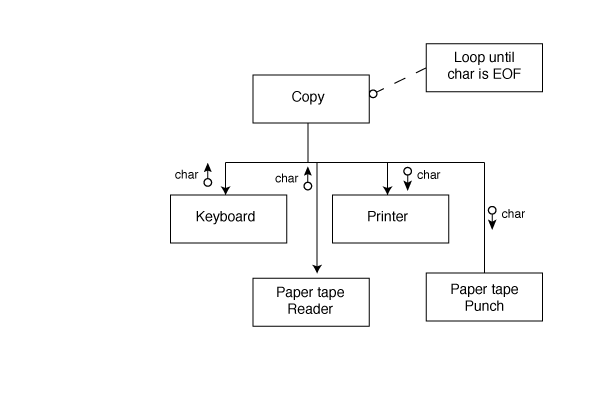 Loop until
char is EOF
Copy
char
char
char
char
Keyboard
Printer
Paper tape
Reader
Paper tape
Punch